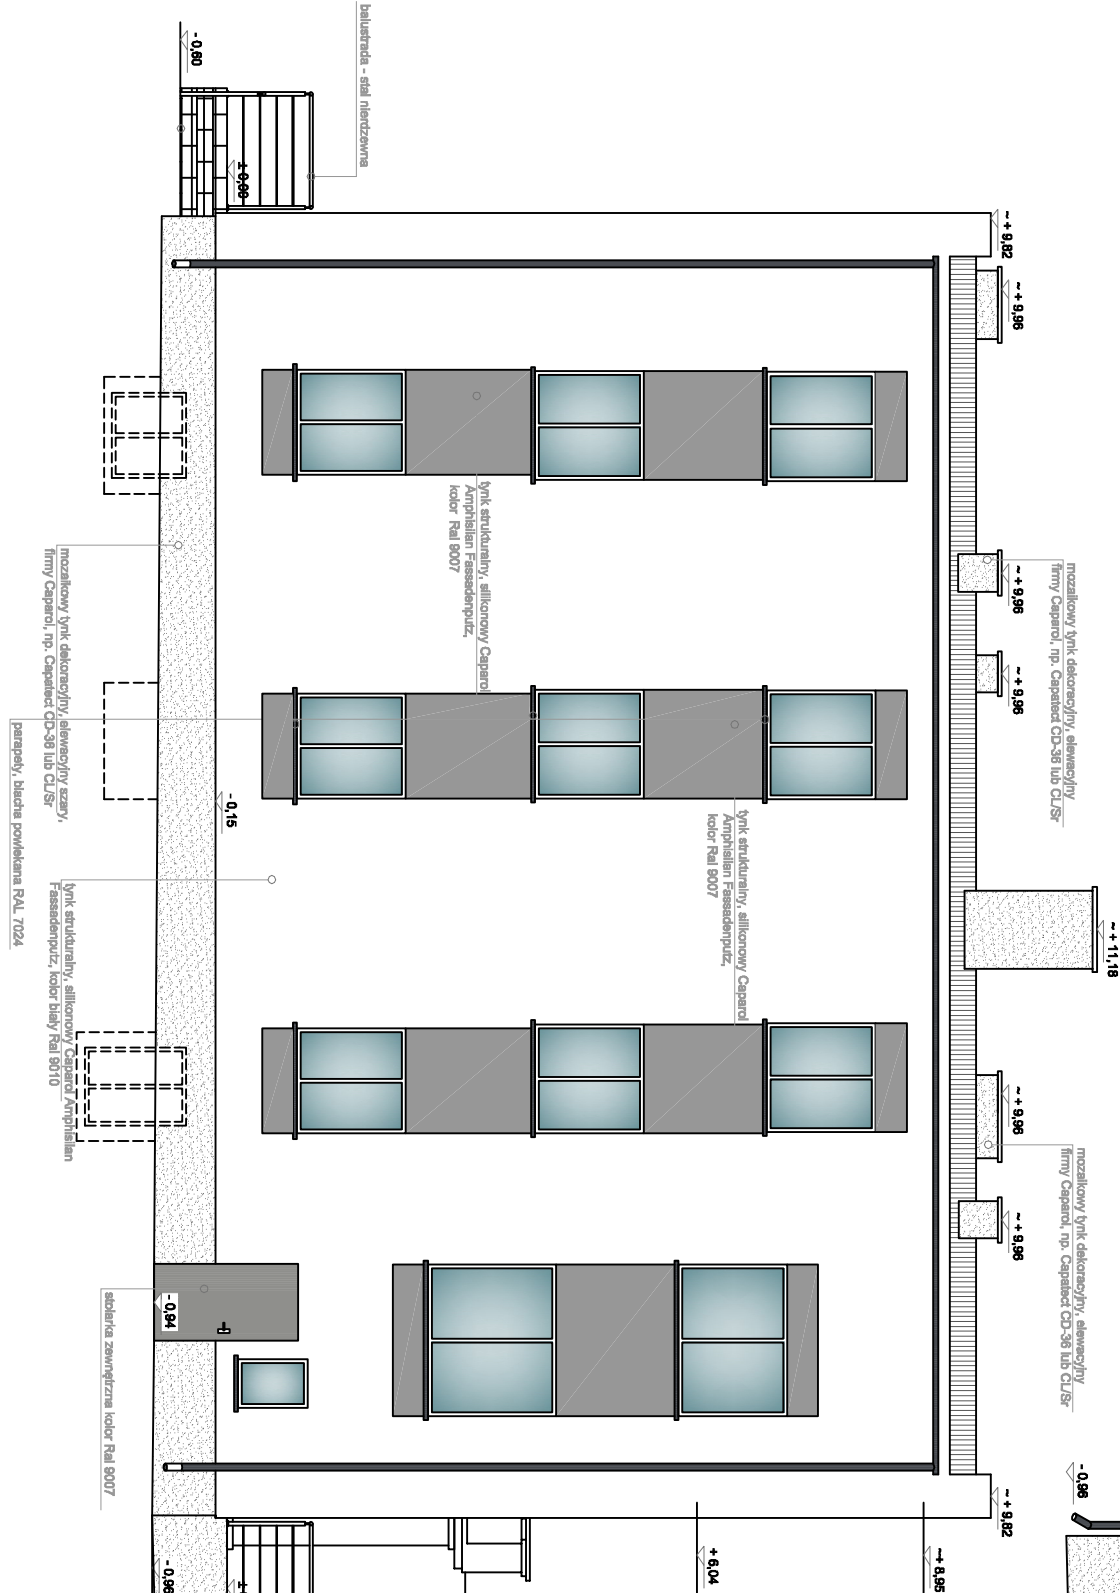 ~ + 11,18
mozaikowy tynk dekoracyjny, elewacyjny
firmy Caparol, np. Capatect CD-36 lub CL/Sr
mozaikowy tynk dekoracyjny, elewacyjny
firmy Caparol, np. Capatect CD-36 lub CL/Sr
- 0,96
~ + 9,82
~ + 9,96
~ + 9,96
~ + 9,96
~ + 9,96
~ + 9,96
~ + 9,82
~+ 8,95
tynk strukturalny, silikonowy Caparol
Amphisilan Fassadenputz,
kolor Ral 9007
+ 6,04
tynk strukturalny, silikonowy Caparol
Amphisilan Fassadenputz,
kolor  Ral 9007
balustrada - stal nierdzewna
± 0,00
- 0,15
±
- 0,60
- 0,94
- 0,96
stolarka zewnętrzna kolor Ral 9007
mozaikowy tynk dekoracyjny, elewacyjny szary,
firmy Caparol, np. Capatect CD-36 lub CL/Sr
tynk strukturalny, silikonowy Caparol Amphisilan
Fassadenputz, kolor biały Ral 9010
parapety, blacha powlekana RAL 7024